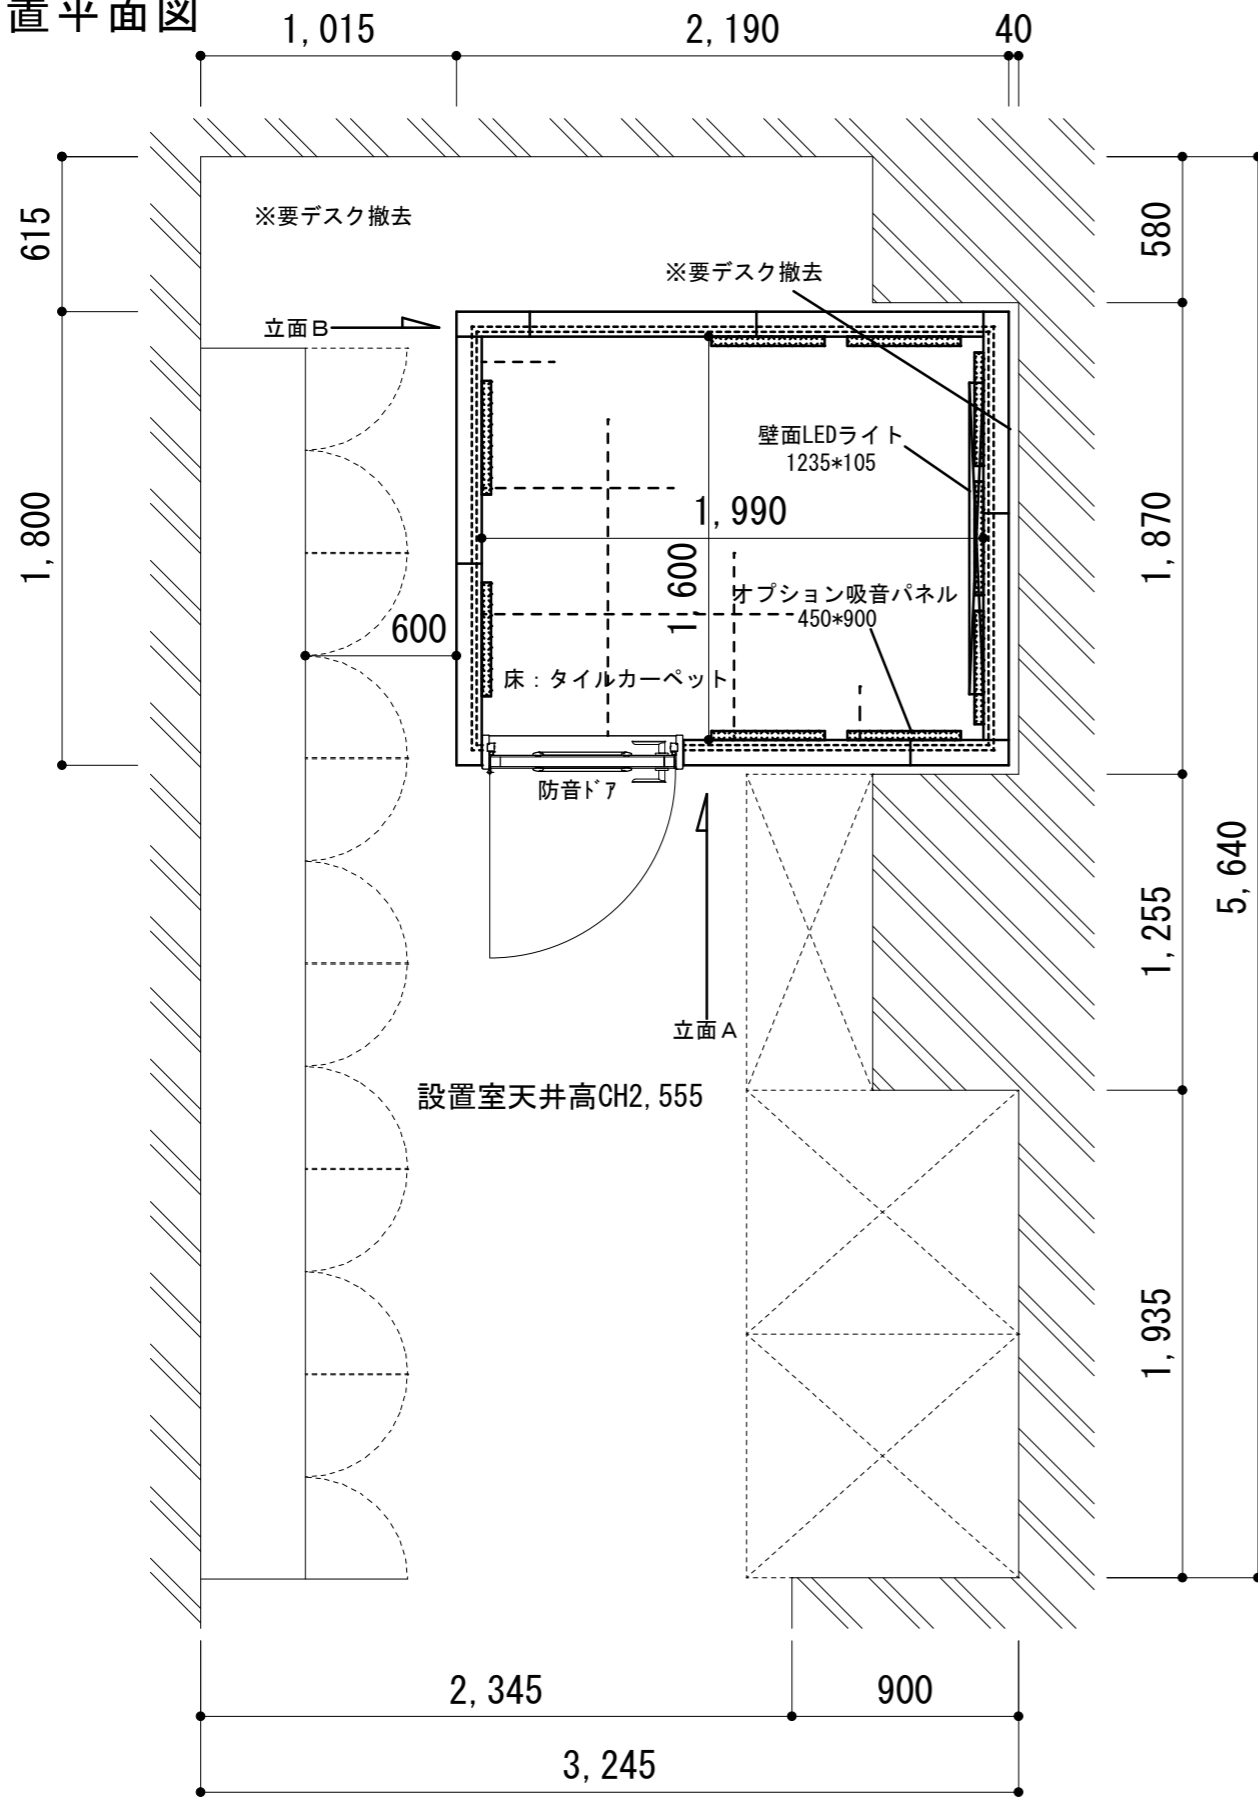 置平面図
1,015
2,190
40
615
※要デスク撤去
580
※要デスク撤去
立面B
壁面LEDライト
1235*105
1,800
1,990
1,870
1,600
オプション吸音パネル
450*900
600
床：タイルカーペット
防音ﾄﾞｱ
5,640
1,255
立面A
設置室天井高CH2,555
1,935
2,345
900
3,245